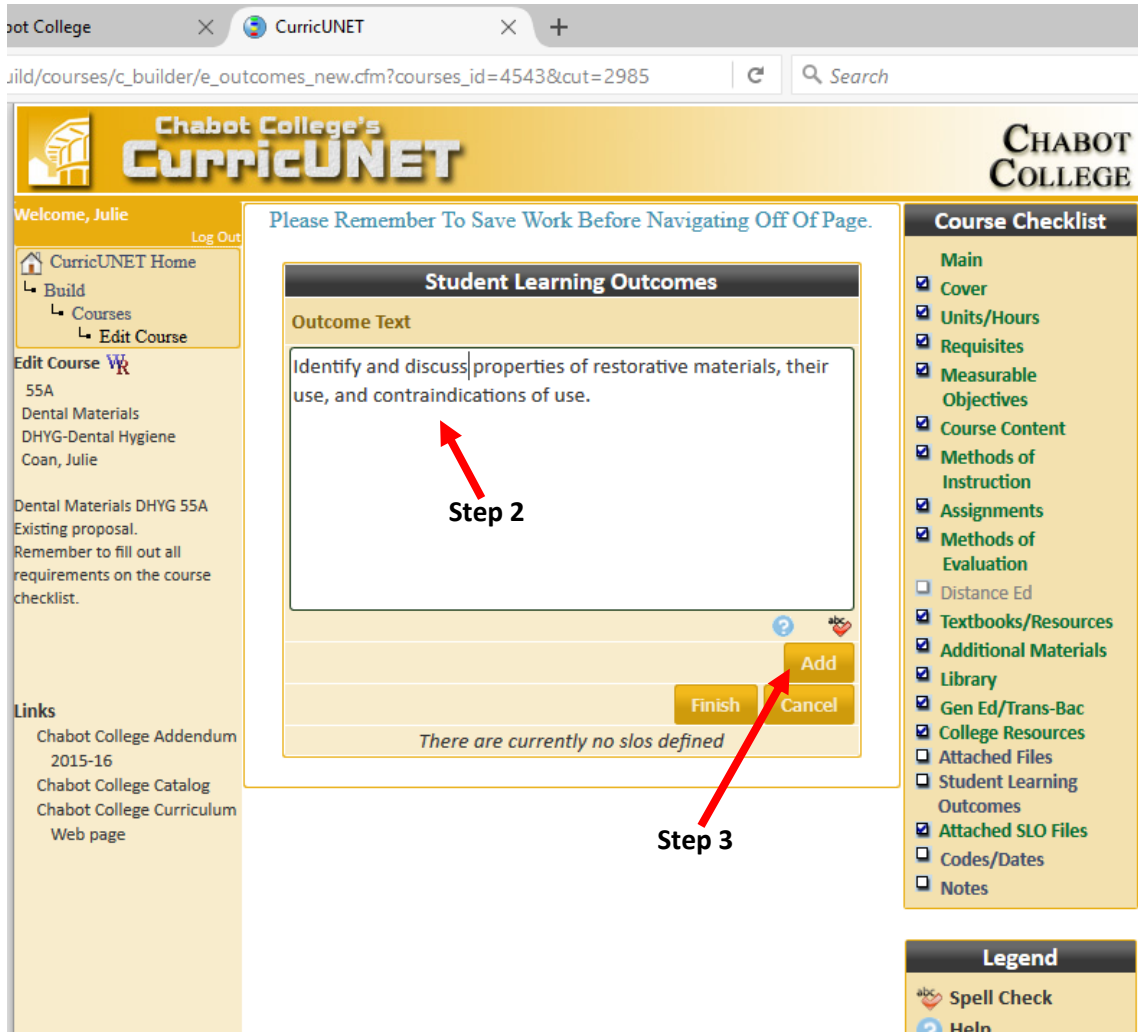 bot College
CurricUNET
uild/courses/c_builder/e_outcomes_new.cfm?courses_id=4543&cut=2985
Search
Chabot College's
CurricUNET
CHABOT
COLLEGE
Welcome, Julie
Log Out
CurricUNET Home
Build
Courses
Edit Course
Edit Course WR
55A
Dental Materials
DHYG-Dental Hygiene
Coan, Julie
Dental Materials DHYG 55A
Existing proposal.
Remember to fill out all
requirements on the course
checklist.
Links
Chabot College Addendum
2015-16
Chabot College Catalog
Chabot College Curriculum
Web page
Please Remember To Save Work Before Navigating Off Of Page.
Student Learning Outcomes
Outcome Text
Identify and discuss properties of restorative materials, their
use, and contraindications of use.
Step 2
abc
Add
Finish
Cancel
There are currently no slos defined
Step 3
Course Checklist
Main
Cover
Units/Hours
Requisites
Measurable
Objectives
Course Content
Methods of
Instruction
Assignments
Methods of
Evaluation
Distance Ed
Textbooks/Resources
Additional Materials
Library
Gen Ed/Trans-Bac
College Resources
Attached Files
Student Learning
Outcomes
Attached SLO Files
Codes/Dates
Notes
Legend
abc Spell Check
? Help